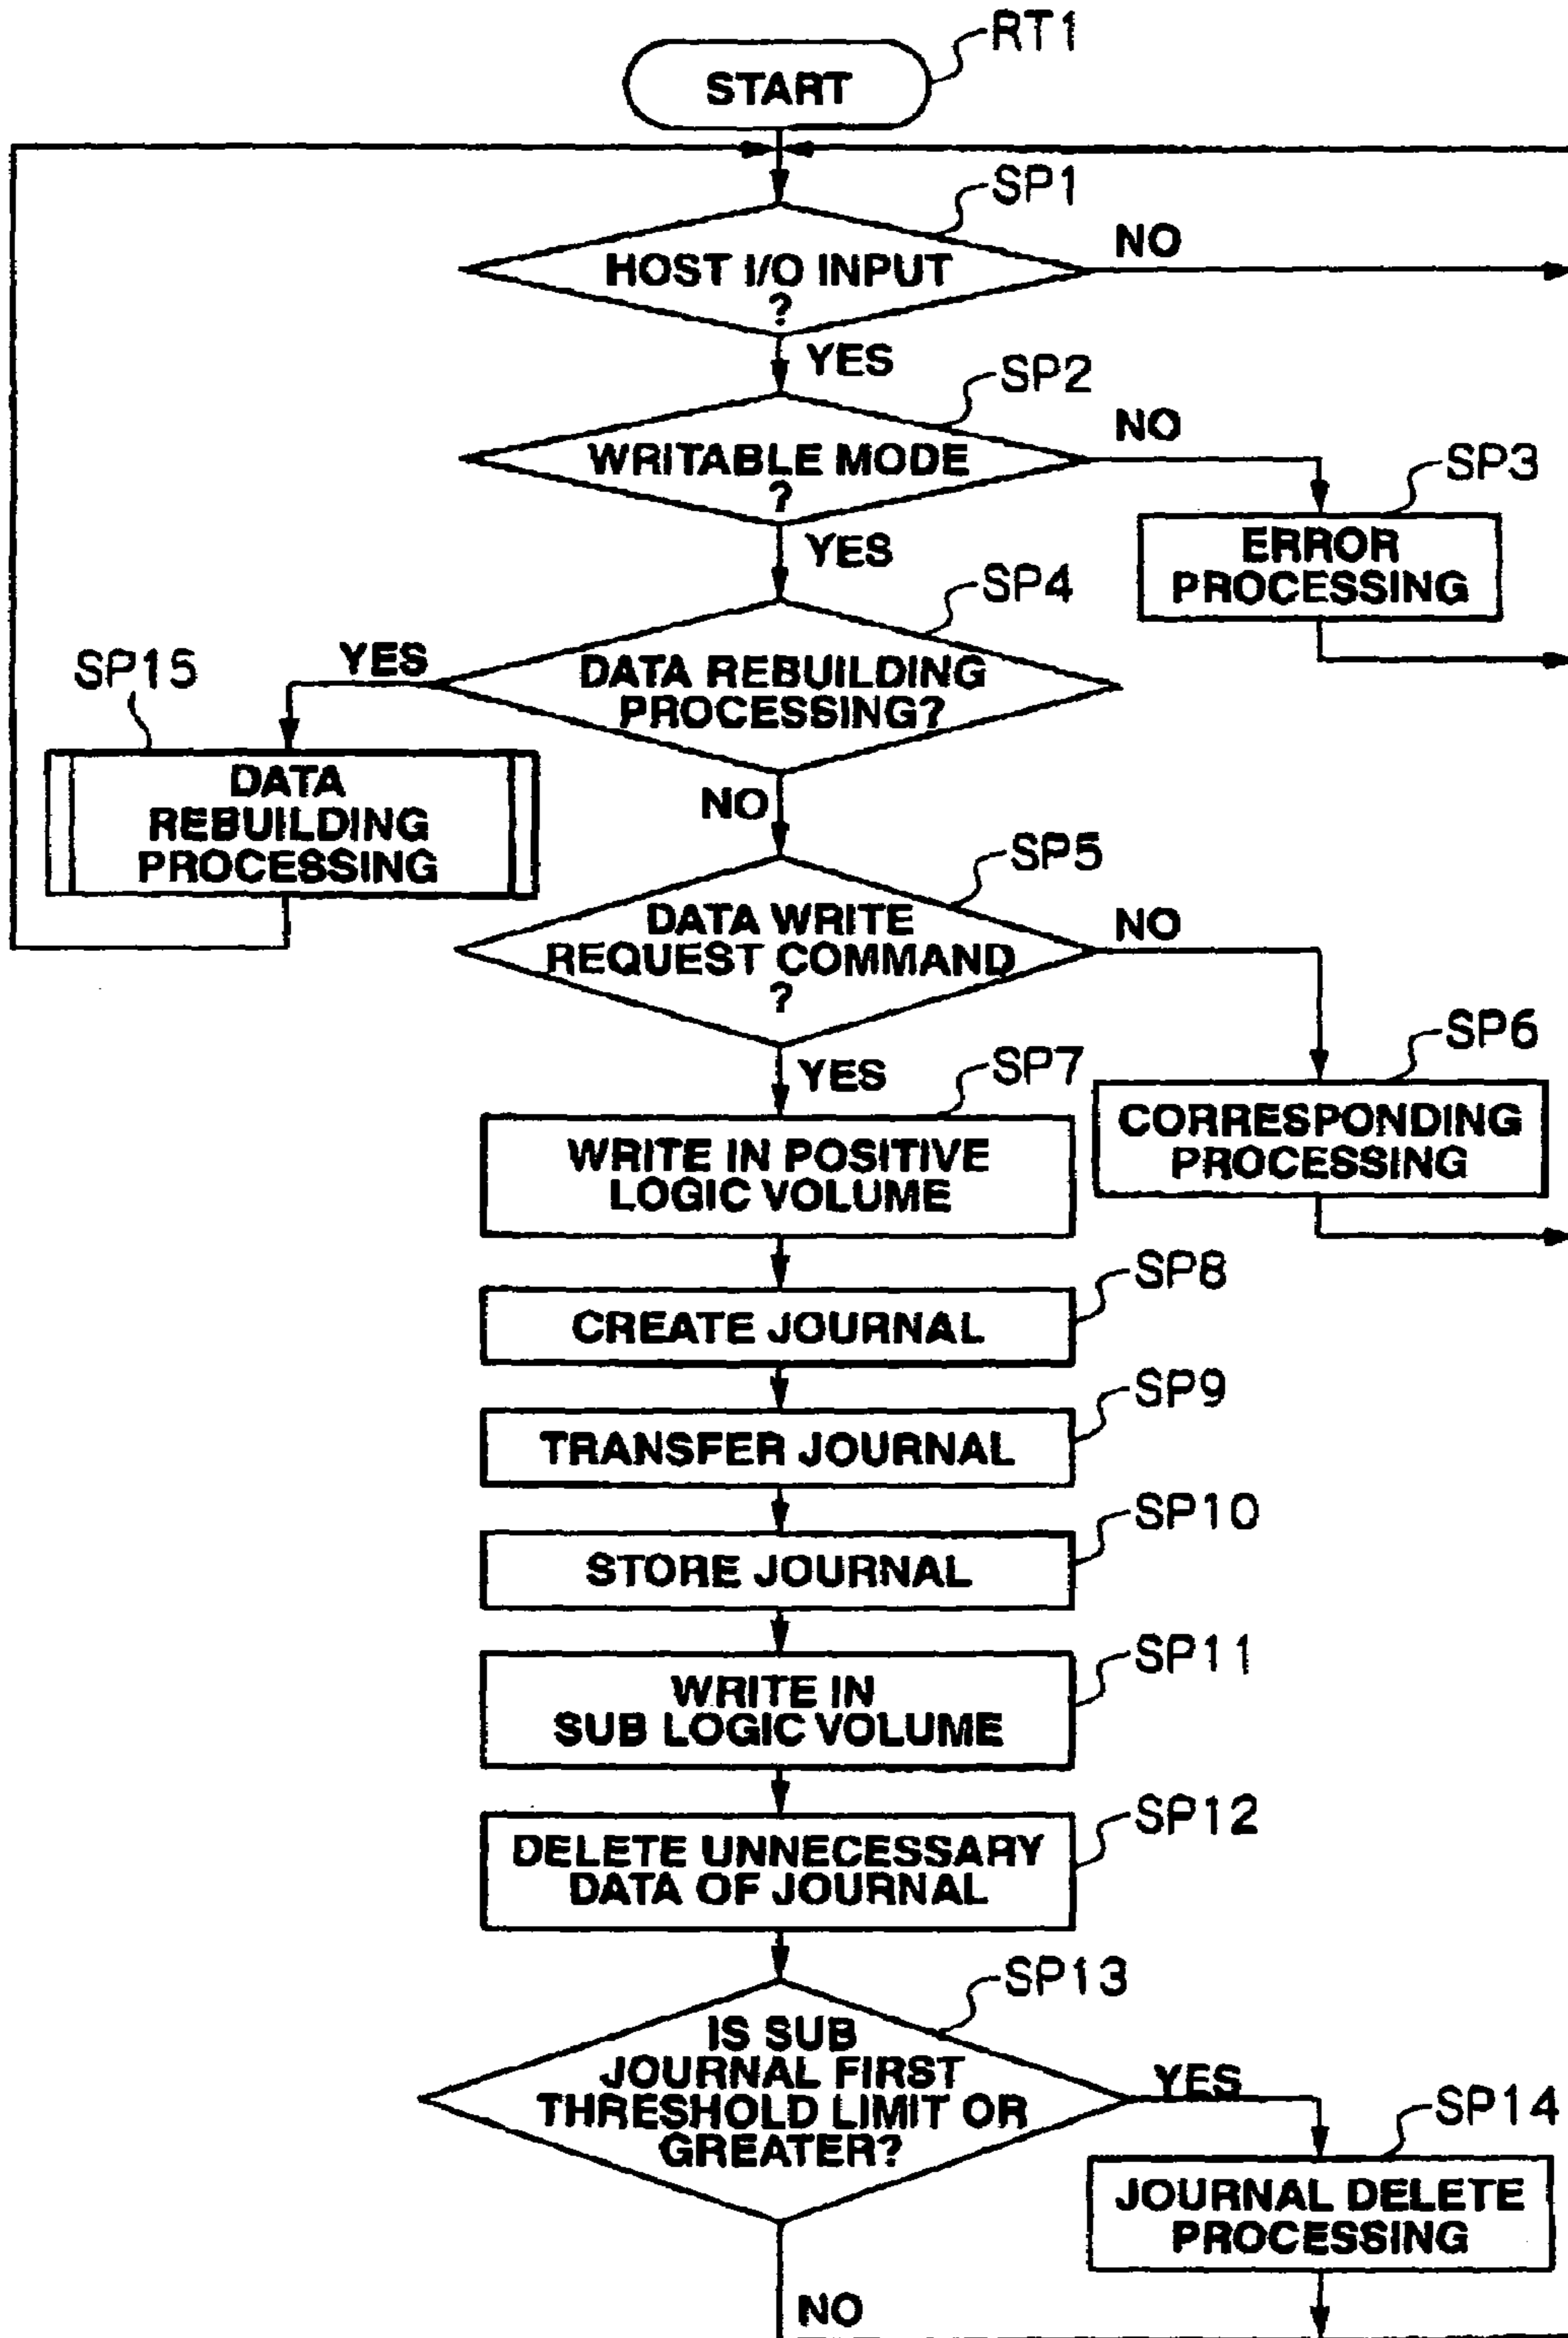 RT1
START
SP1
HOST I/O INPUT
?
NO
YES
SP2
WRITABLE MODE
?
NO
SP3
ERROR
PROCESSING
YES
SP4
DATA REBUILDING
PROCESSING?
YES
SP15
DATA
REBUILDING
PROCESSING
NO
SP5
DATA WRITE
REQUEST COMMAND
?
NO
SP6
CORRESPONDING
PROCESSING
YES
SP7
WRITE IN POSITIVE
LOGIC VOLUME
SP8
CREATE JOURNAL
SP9
TRANSFER JOURNAL
SP10
STORE JOURNAL
SP11
WRITE IN
SUB LOGIC VOLUME
SP12
DELETE UNNECESSARY
DATA OF JOURNAL
SP13
IS SUB
JOURNAL FIRST
THRESHOLD LIMIT OR
GREATER?
YES
SP14
JOURNAL DELETE
PROCESSING
NO